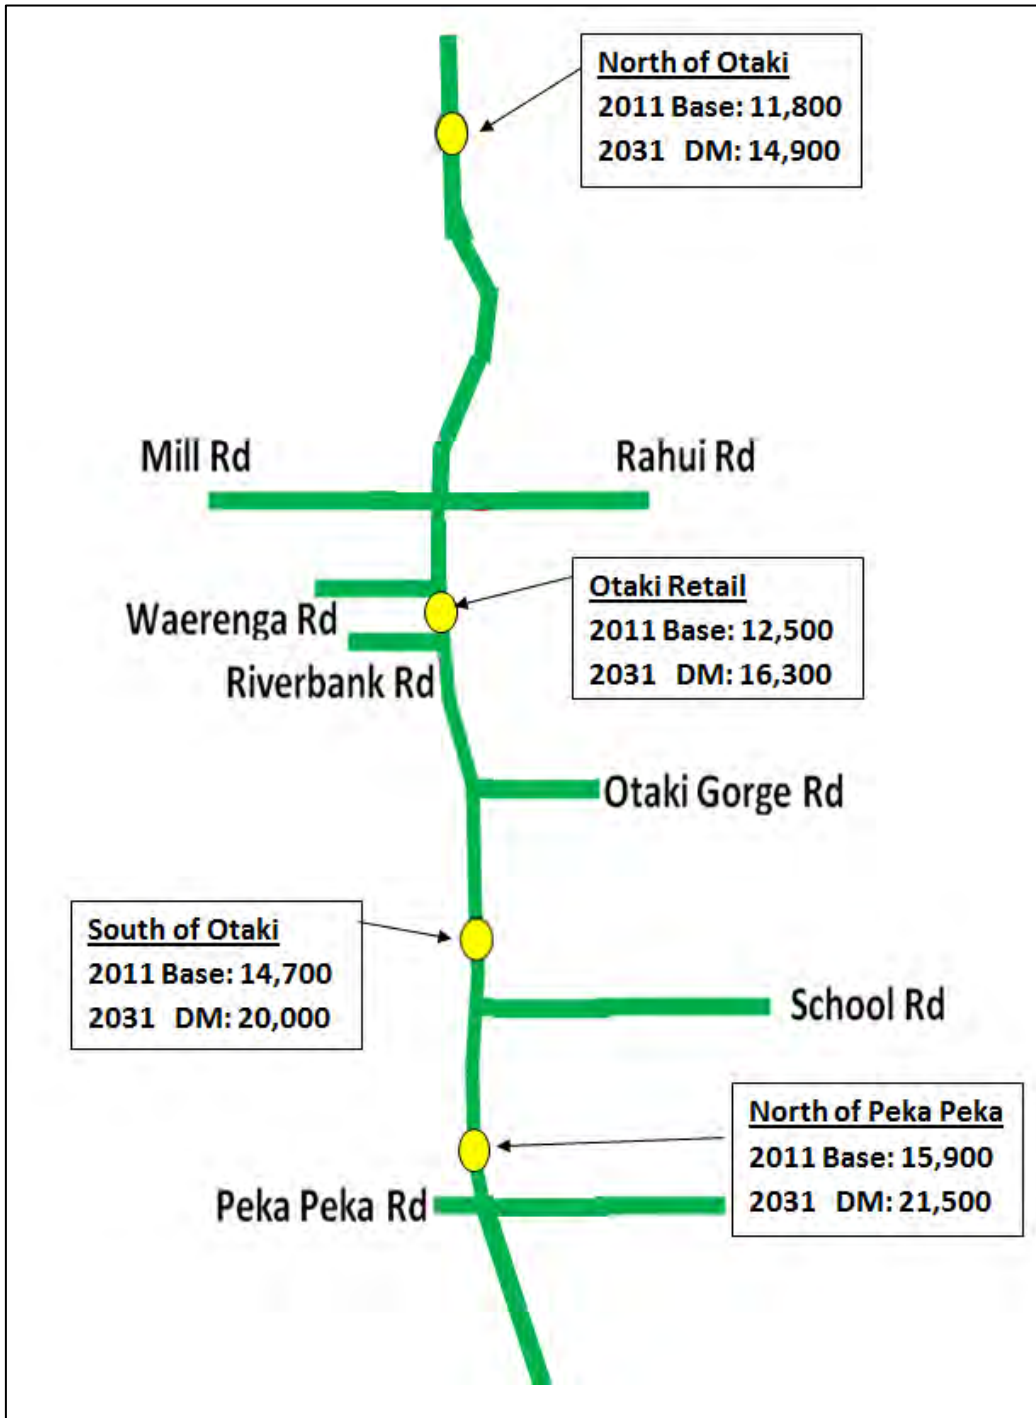 North of Otaki
2011 Base: 11,800
2031 DM: 14,900
Mill Rd
Rahui Rd
Otaki Retail
2011 Base: 12,500
2031 DM: 16,300
Waerenga Rd
Riverbank Rd
Otaki Gorge Rd
South of Otaki
2011 Base: 14,700
2031 DM: 20,000
School Rd
North of Peka Peka
2011 Base: 15,900
2031 DM: 21,500
Peka Peka Rd